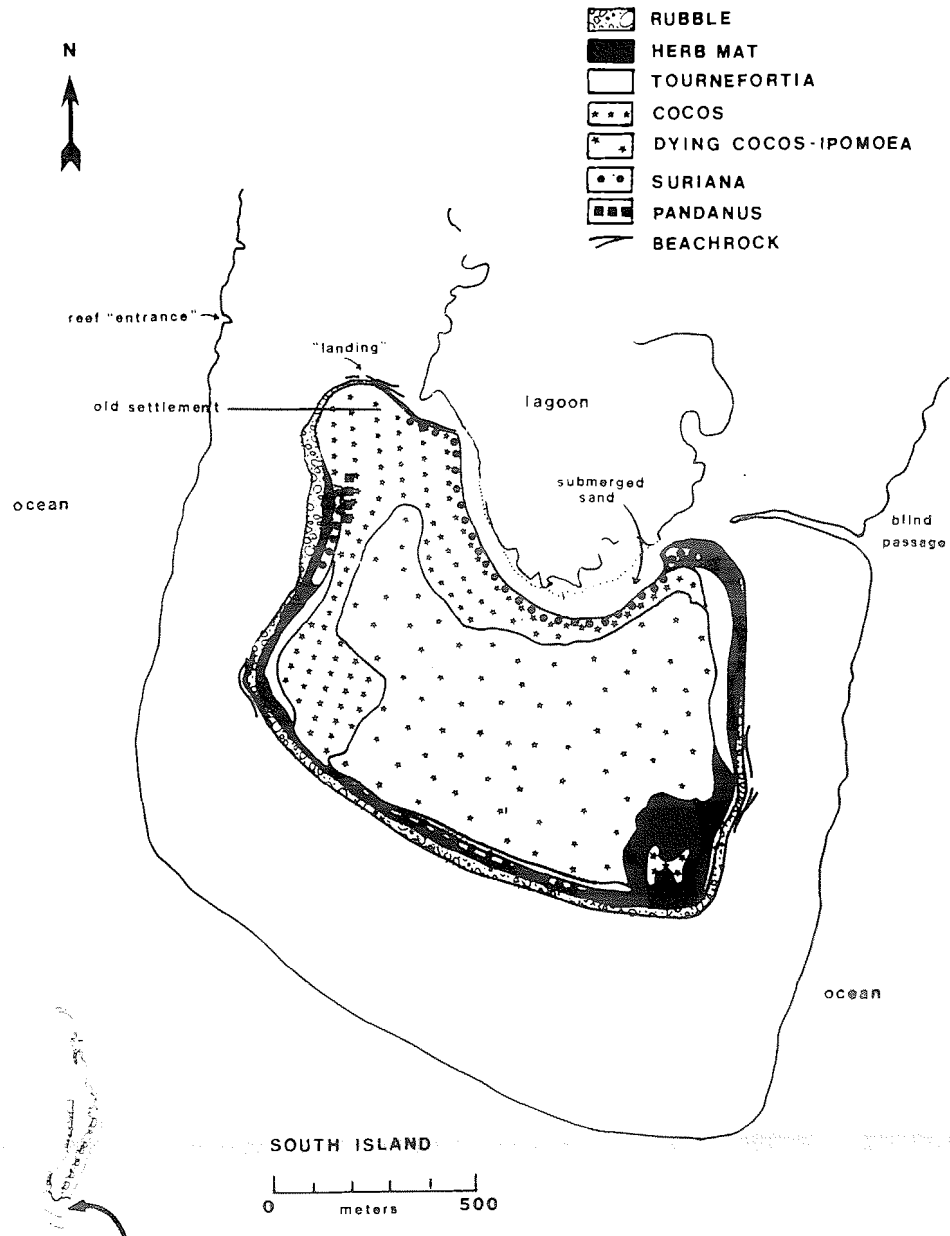 RUBBLE
HERB MAT
TOURNEFORTIA
COCOS
DYING COCOS-IPOMOEA
SURIANA
PANDANUS
BEACHROCK
N
reef "entrance"
"landing"
old settlement
lagoon
submerged
sand
ocean
blind
passage
ocean
SOUTH ISLAND
0 meters 500